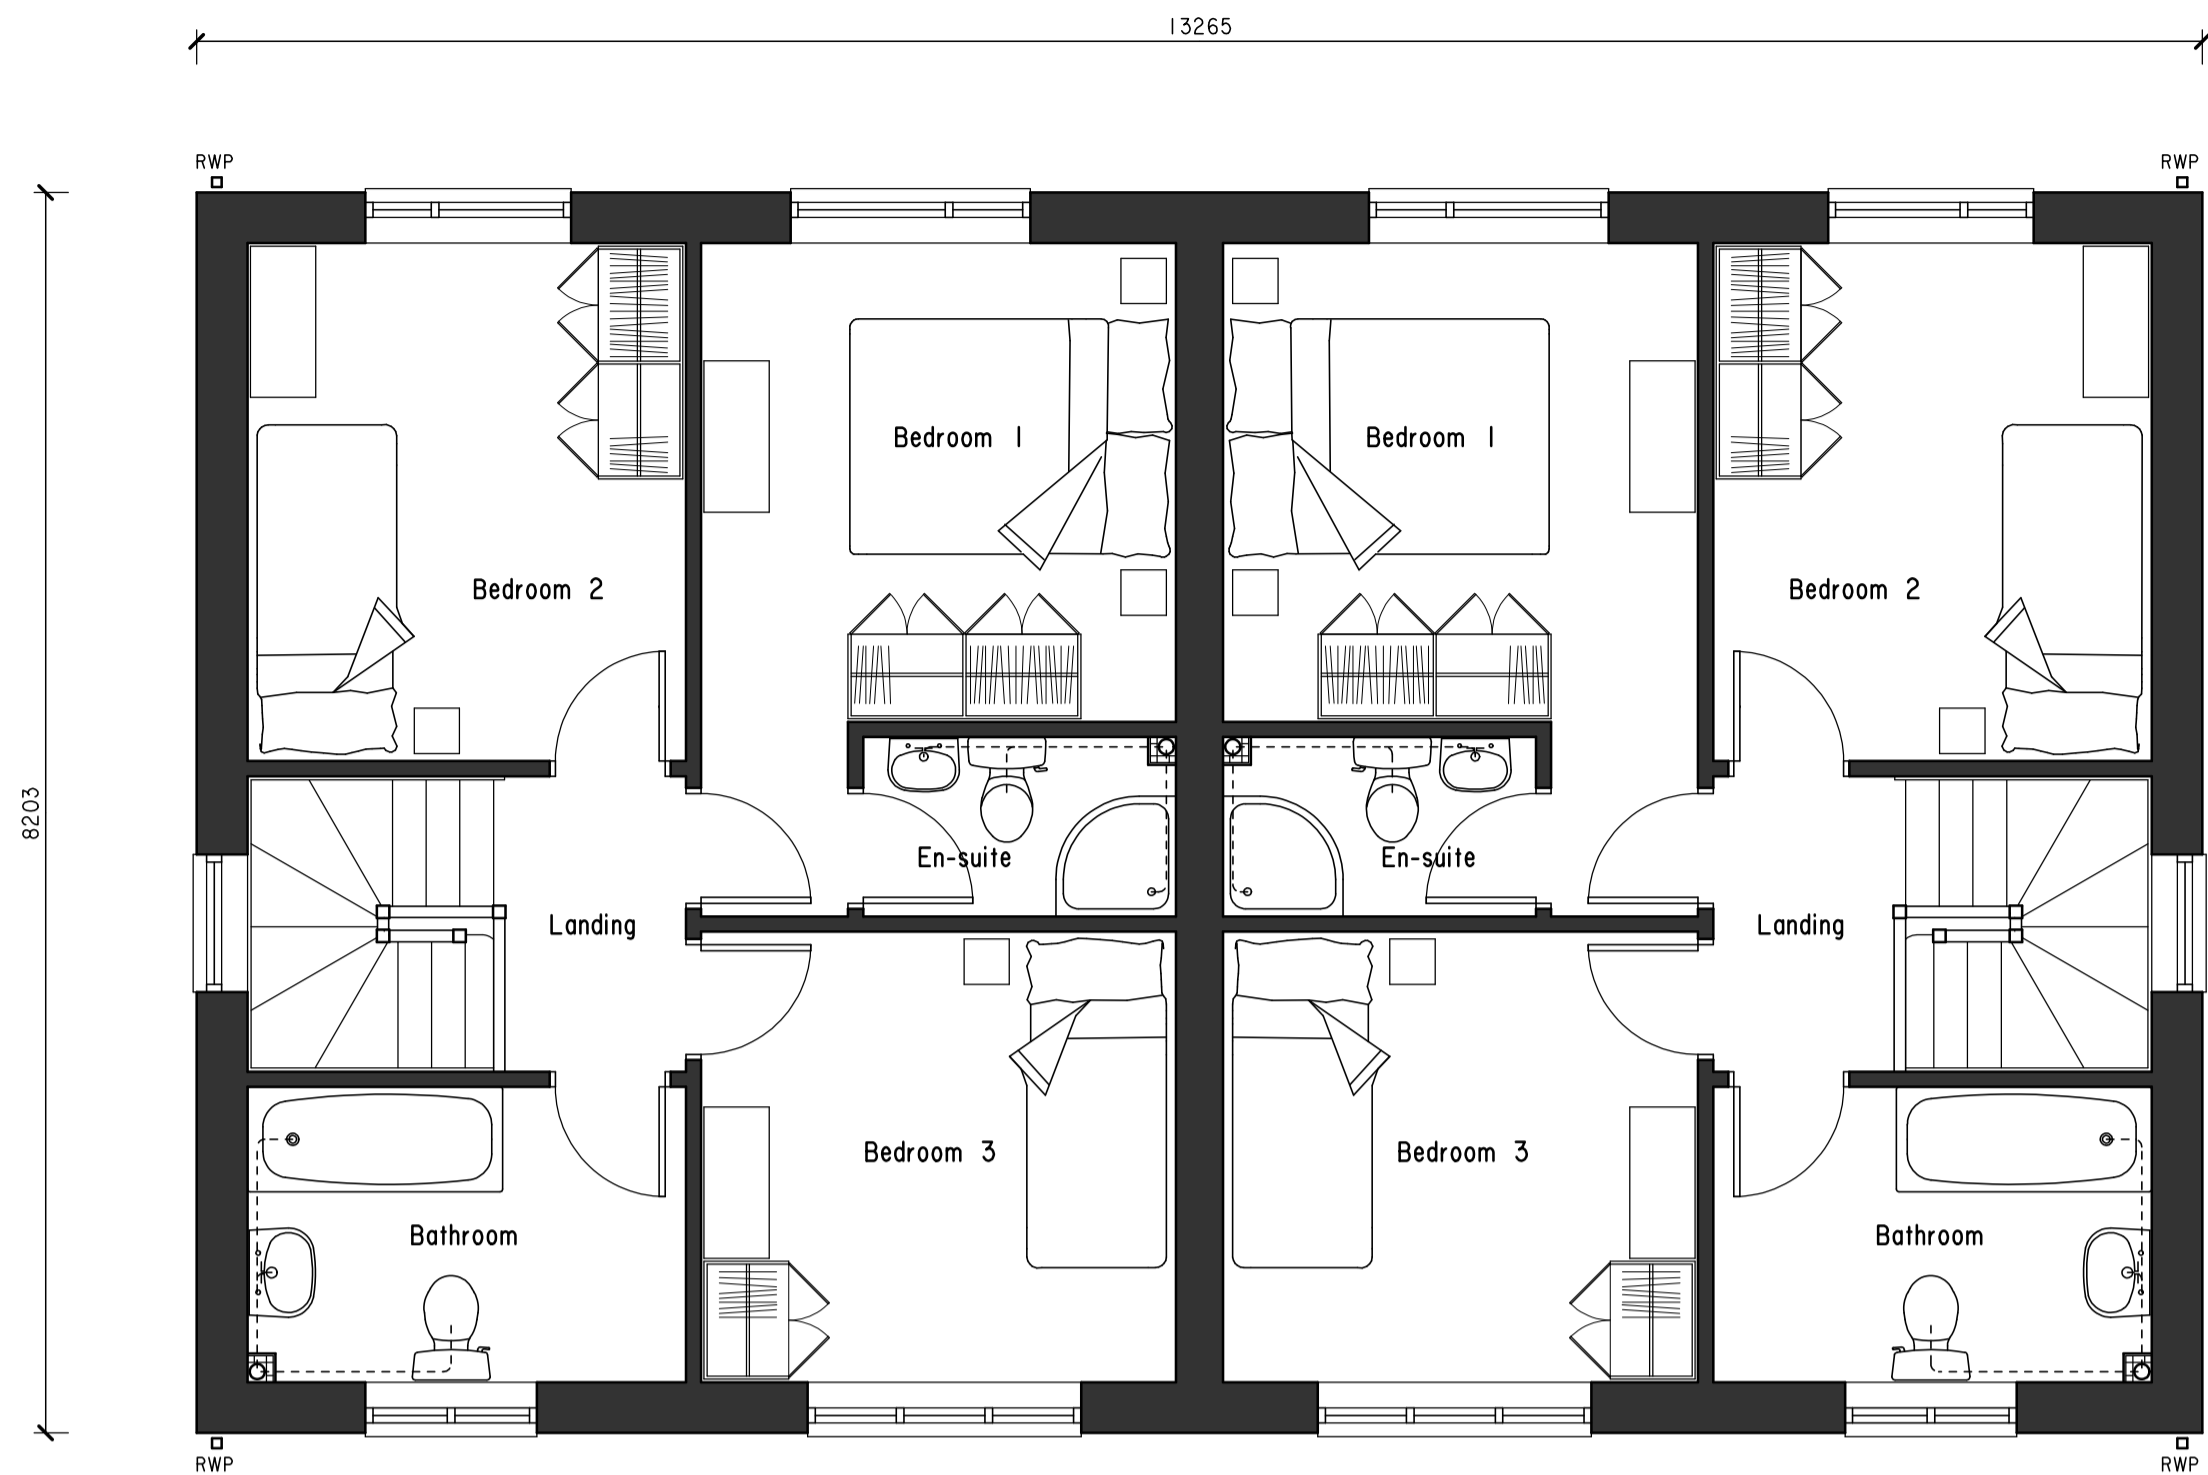 13265
RWP
RWP
8203
Bedroom 1
Bedroom 1
Bedroom 2
Bedroom 2
En-suite
En-suite
Landing
Landing
Bedroom 3
Bedroom 3
Bathroom
Bathroom
RWP
RWP